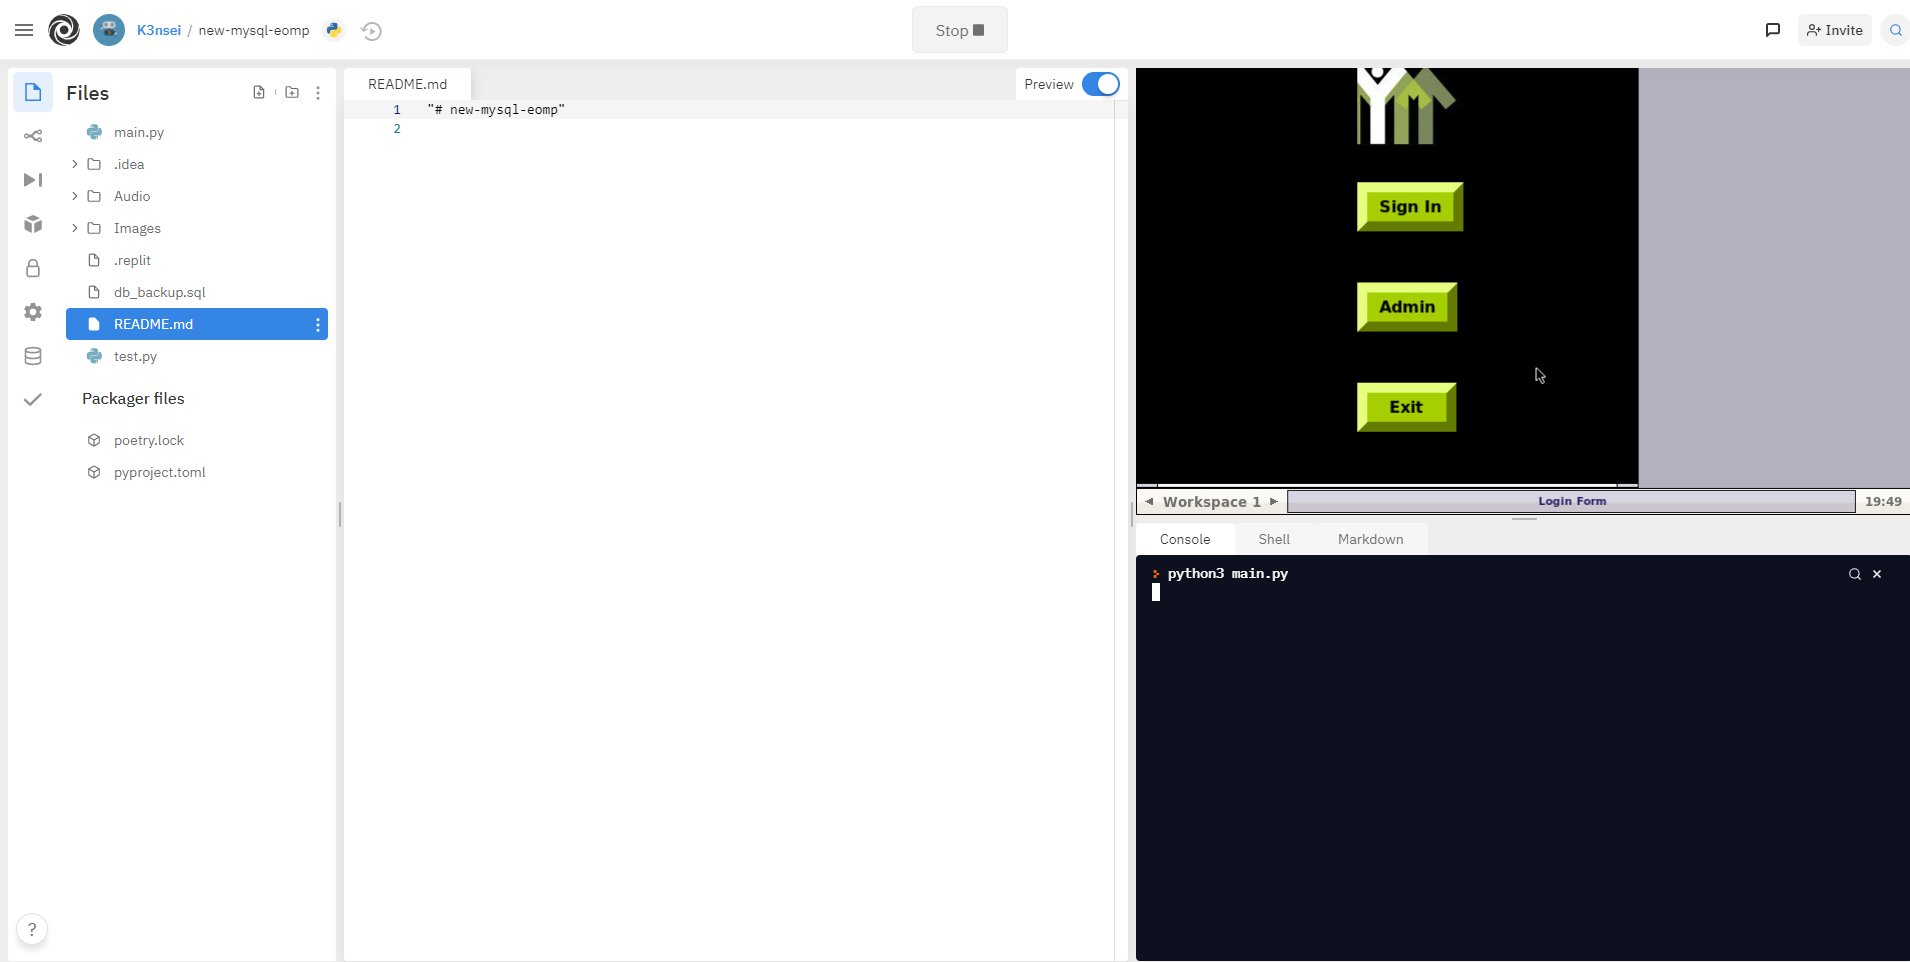 K3nsei / new-mysql-eomp
Stop
Invite
Files
main.py
.idea
Audio
Images
.replit
db_backup.sql
README.md
test.py
Packager files
poetry.lock
pyproject.toml
?
README.md
Preview
1 "# new-mysql-eomp"
2
Sign In
Admin
Exit
Workspace 1
Login Form
19:49
Console
Shell
Markdown
python3 main.py